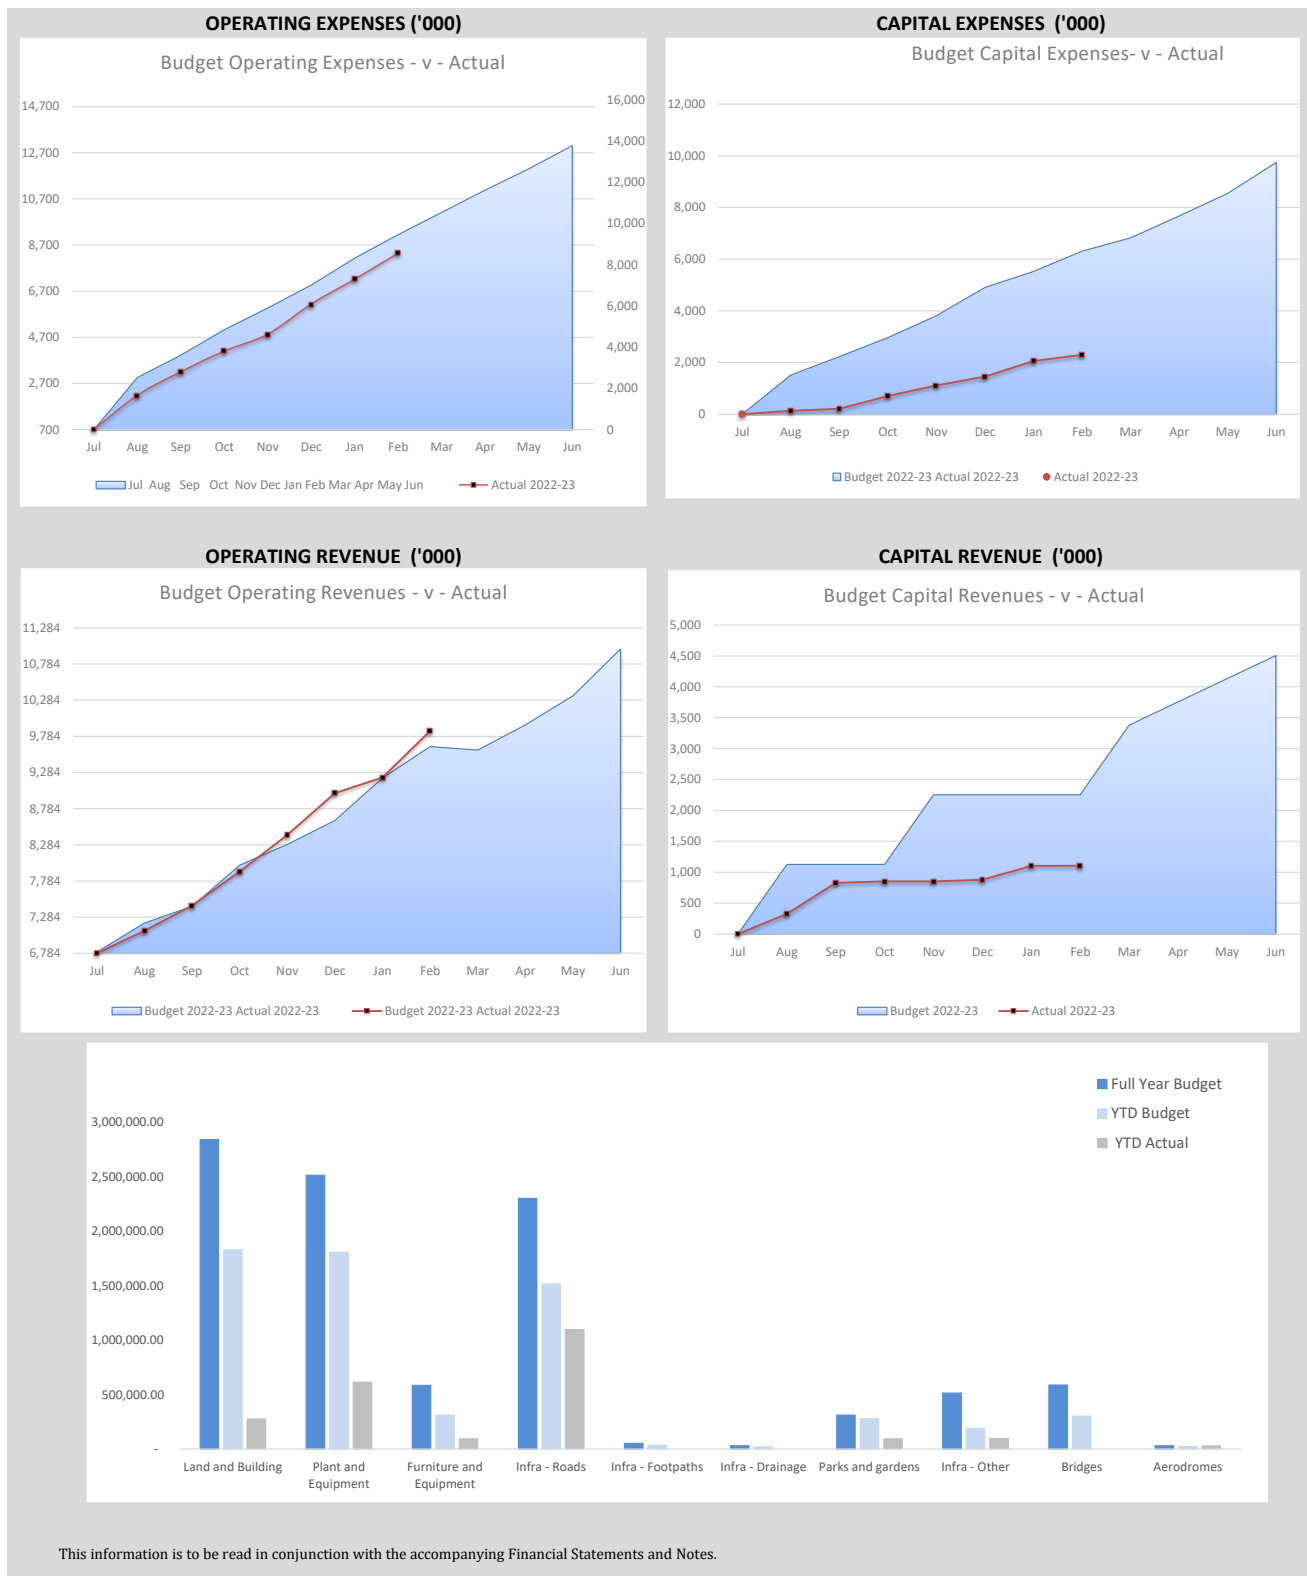 OPERATING EXPENSES ('000)
CAPITAL EXPENSES ('000)
Budget Operating Expenses - v - Actual
14,700
12,700
10,700
8,700
6,700
4,700
2,700
700
16,000
14,000
12,000
10,000
8,000
6,000
4,000
2,000
0
Jul Aug Sep Oct Nov Dec Jan Feb Mar Apr May Jun
Jul Aug Sep Oct Nov Dec Jan Feb Mar Apr May Jun Actual 2022-23
Budget Capital Expenses- v - Actual
12,000
10,000
8,000
6,000
4,000
2,000
0
Jul Aug Sep Oct Nov Dec Jan Feb Mar Apr May Jun
Budget 2022-23 Actual 2022-23 Actual 2022-23
OPERATING REVENUE ('000)
CAPITAL REVENUE ('000)
Budget Operating Revenues - v - Actual
11,284
10,784
10,284
9,784
9,284
8,784
8,284
7,784
7,284
6,784
Jul Aug Sep Oct Nov Dec Jan Feb Mar Apr May Jun
Budget 2022-23 Actual 2022-23 Budget 2022-23 Actual 2022-23
Budget Capital Revenues - v - Actual
5,000
4,500
4,000
3,500
3,000
2,500
2,000
1,500
1,000
500
0
Jul Aug Sep Oct Nov Dec Jan Feb Mar Apr May Jun
Budget 2022-23 Actual 2022-23
Full Year Budget
YTD Budget
YTD Actual
3,000,000.00
2,500,000.00
2,000,000.00
1,500,000.00
1,000,000.00
500,000.00
-
Land and Building Plant and Furniture and Infra - Roads Infra - Footpaths Infra - Drainage Parks and gardens Infra - Other Bridges Aerodromes
Equipment Equipment
This information is to be read in conjunction with the accompanying Financial Statements and Notes.